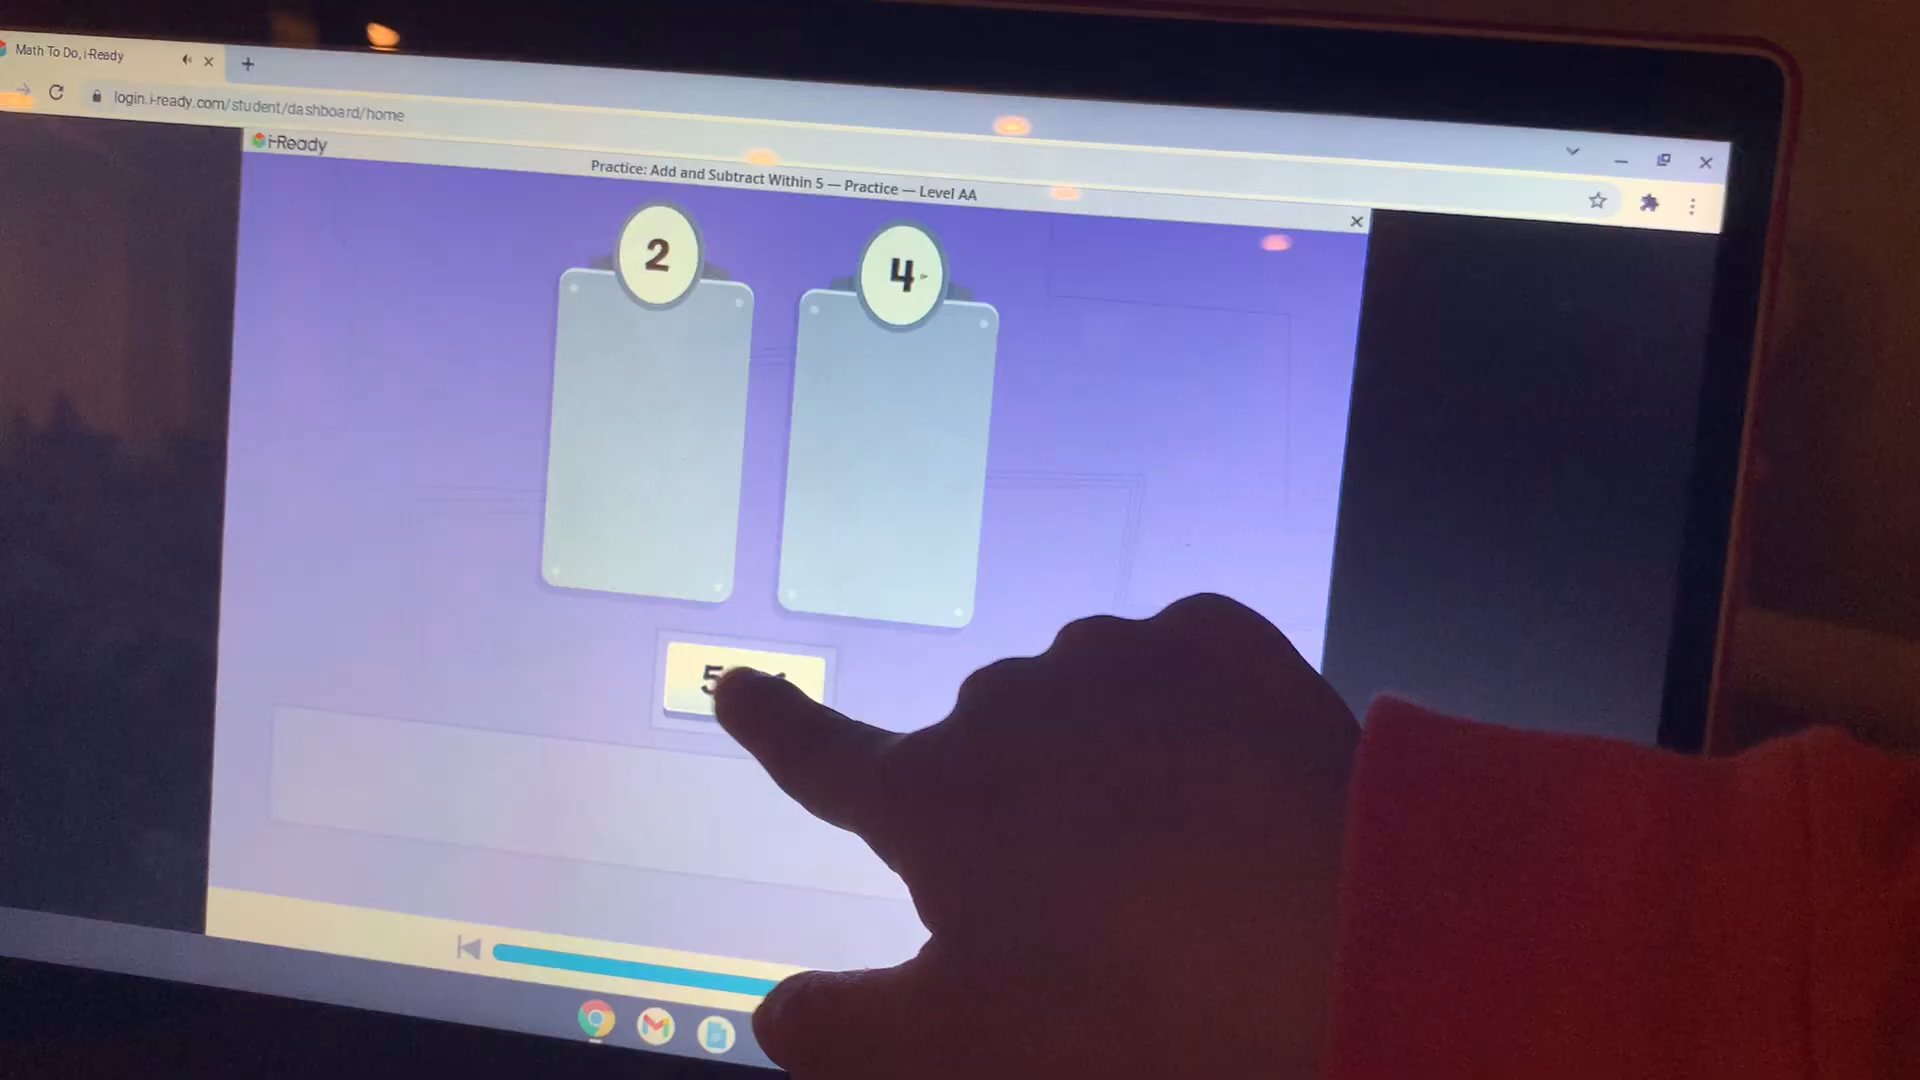 Math To Do, i-Ready
login.i-ready.com/student/dashboard/home
i-Ready
Practice: Add and Subtract Within 5 — Practice — Level AA
2
4
5